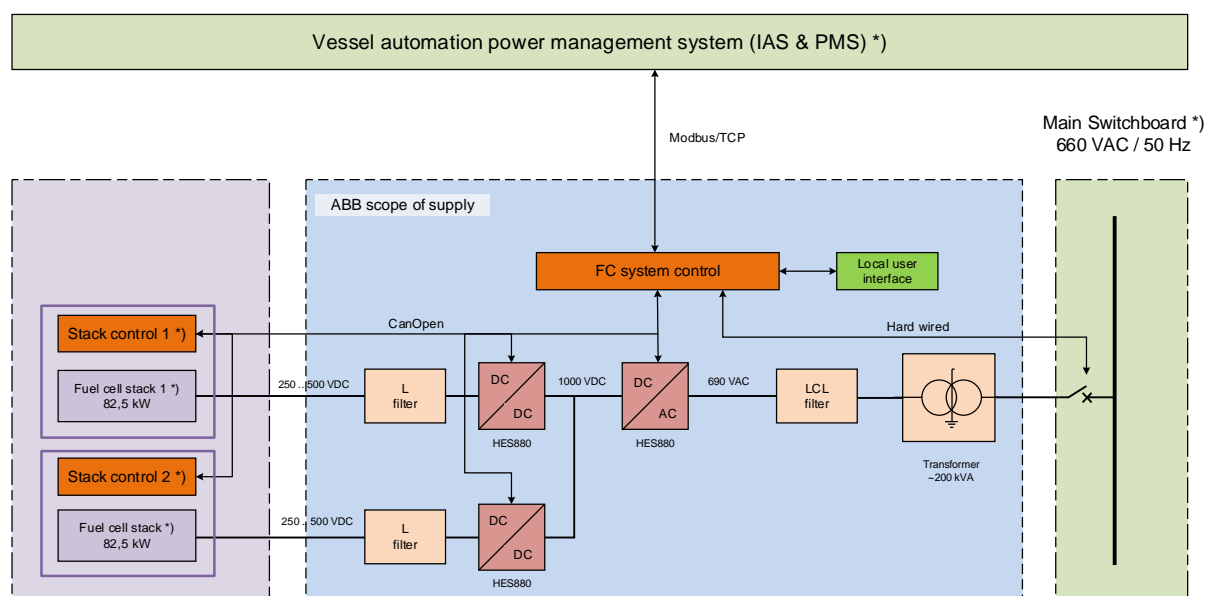 Vessel automation power management system (IAS & PMS) *)
Modbus/TCP
Main Switchboard *)
660 VAC / 50 Hz
ABB scope of supply
FC system control
Local user
interface
Stack control 1 *)
CanOpen
Hard wired
Fuel cell stack 1 *)
82,5 kW
250 .. 500 VDC
L
filter
DC
DC
HES880
1000 VDC
DC
AC
HES880
690 VAC
LCL
filter
Transformer
~200 kVA
Stack control 2 *)
Fuel cell stack *)
82,5 kW
250 .. 500 VDC
L
filter
DC
DC
HES880